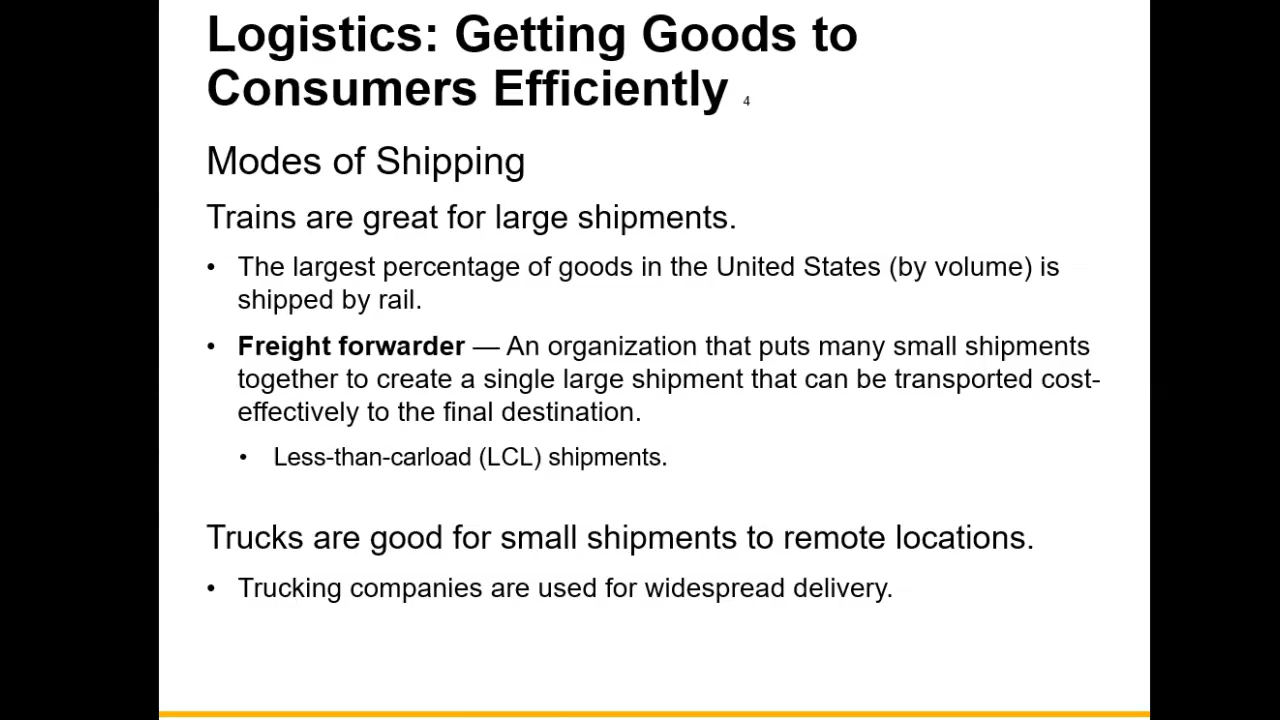 Logistics: Getting Goods to
Consumers Efficiently 4
Modes of Shipping
Trains are great for large shipments.
• The largest percentage of goods in the United States (by volume) is
shipped by rail.
• Freight forwarder — An organization that puts many small shipments
together to create a single large shipment that can be transported cost-
effectively to the final destination.
• Less-than-carload (LCL) shipments.
Trucks are good for small shipments to remote locations.
• Trucking companies are used for widespread delivery.